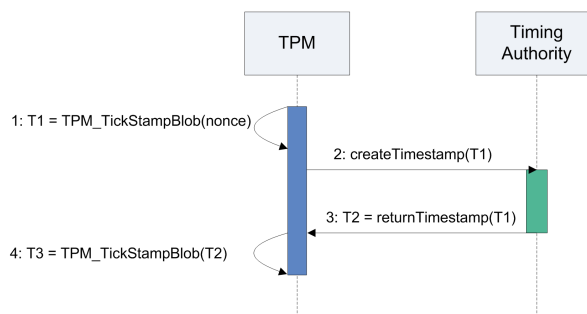 TPM
Timing
Authority
1: T1 = TPM_TickStampBlob(nonce)
2: createTimestamp(T1)
3: T2 = returnTimestamp(T1)
4: T3 = TPM_TickStampBlob(T2)